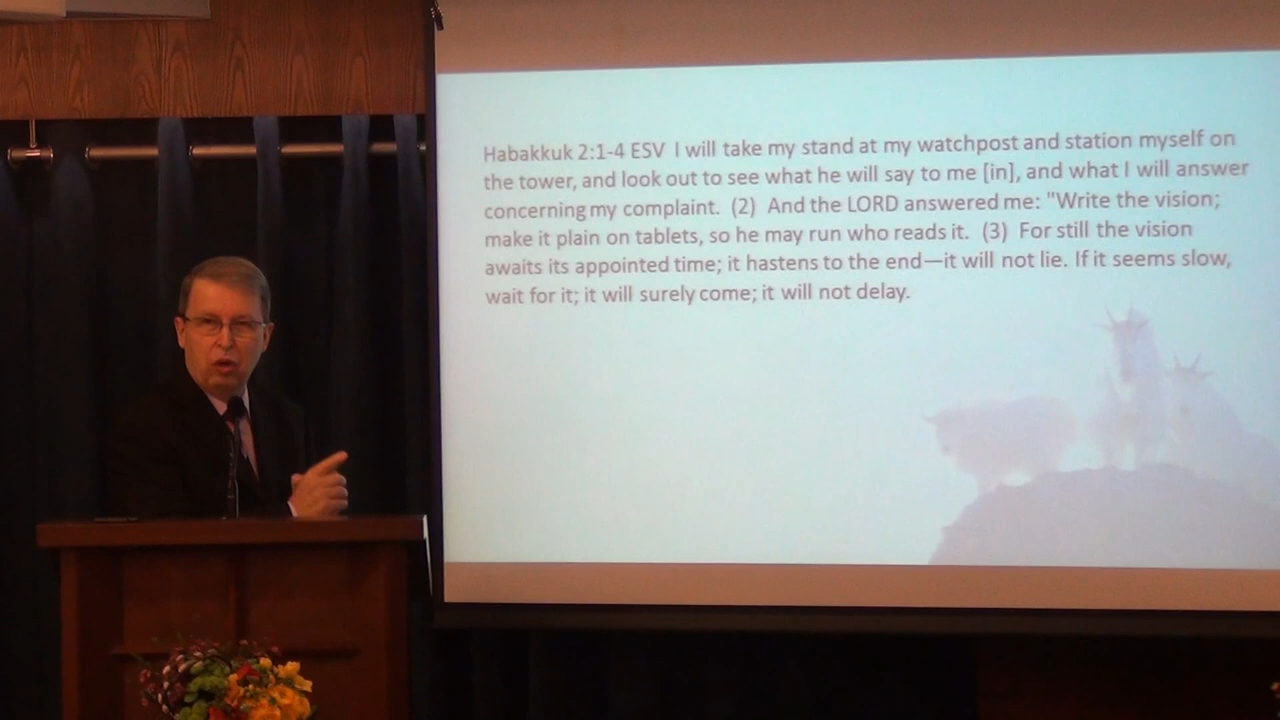 Habakkuk 2:1-4 ESV  I will take my stand at my watchpost and station myself on
the tower, and look out to see what he will say to me [in], and what I will answer
concerning my complaint.  (2)  And the LORD answered me: "Write the vision;
make it plain on tablets, so he may run who reads it.  (3)  For still the vision
awaits its appointed time; it hastens to the end—it will not lie. If it seems slow,
wait for it; it will surely come; it will not delay.